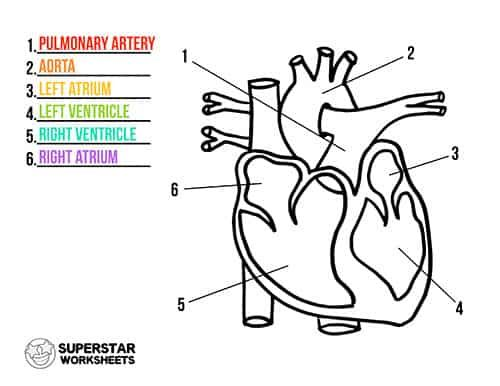 1. PULMONARY ARTERY
2. AORTA
3. LEFT ATRIUM
4. LEFT VENTRICLE
5. RIGHT VENTRICLE
6. RIGHT ATRIUM
1
2
3
6
5
4
SUPERSTAR
WORKSHEETS